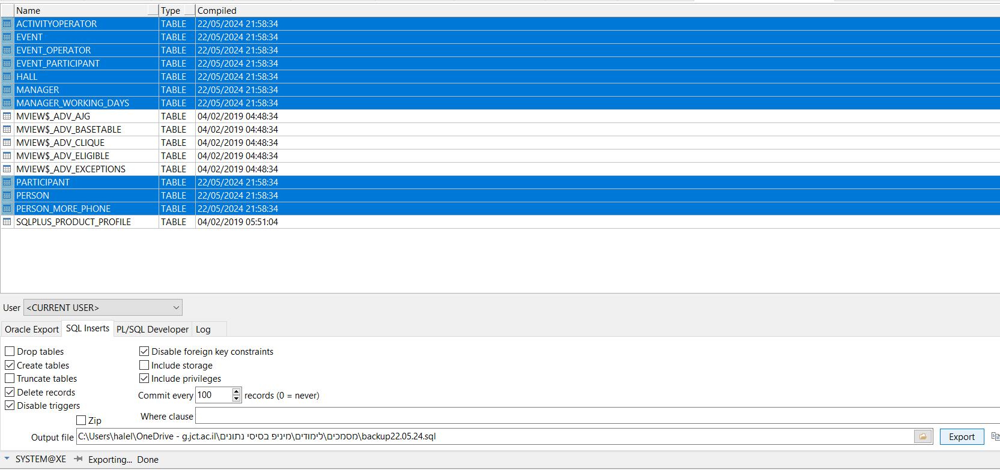 Name Type Compiled
ACTIVITYOPERATOR TABLE 22/05/2024 21:58:34
EVENT TABLE 22/05/2024 21:58:34
EVENT_OPERATOR TABLE 22/05/2024 21:58:34
EVENT_PARTICIPANT TABLE 22/05/2024 21:58:34
HALL TABLE 22/05/2024 21:58:34
MANAGER TABLE 22/05/2024 21:58:34
MANAGER_WORKING_DAYS TABLE 22/05/2024 21:58:34
MVIEW$_ADV_AJG TABLE 04/02/2019 04:48:34
MVIEW$_ADV_BASETABLE TABLE 04/02/2019 04:48:34
MVIEW$_ADV_CLIQUE TABLE 04/02/2019 04:48:34
MVIEW$_ADV_ELIGIBLE TABLE 04/02/2019 04:48:34
MVIEW$_ADV_EXCEPTIONS TABLE 04/02/2019 04:48:34
PARTICIPANT TABLE 22/05/2024 21:58:34
PERSON TABLE 22/05/2024 21:58:34
PERSON_MORE_PHONE TABLE 22/05/2024 21:58:34
SQLPLUS_PRODUCT_PROFILE TABLE 04/02/2019 05:51:04
User <CURRENT USER>
Oracle Export SQL Inserts PL/SQL Developer Log
Drop tables Disable foreign key constraints
Create tables Include storage
Truncate tables Include privileges
Delete records Commit every 100 records (0 = never)
Disable triggers
Zip Where clause
Output file C:\Users\halel\OneDrive - g.jct.ac.il\מסמכים\לימודים\מיניפ בסיסי נתונים\backup22.05.24.sql Export
SYSTEM@XE Exporting... Done